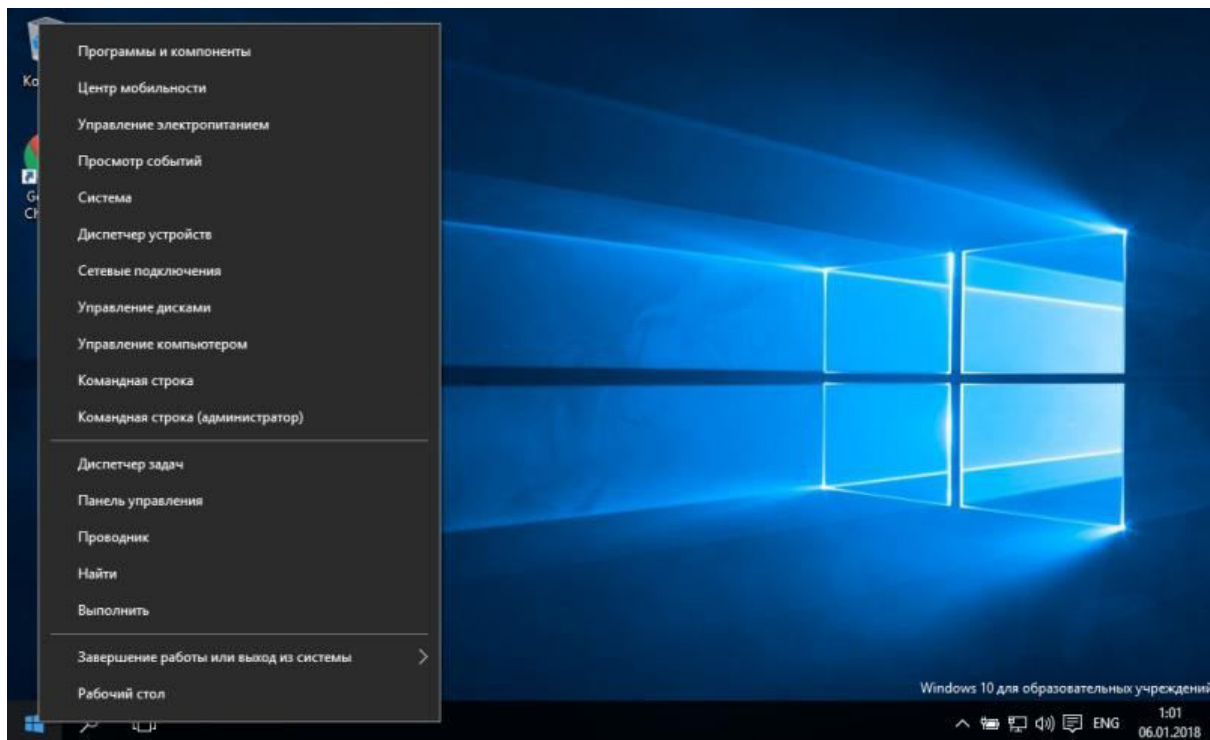 Программы и компоненты
Центр мобильности
Управление электропитанием
Просмотр событий
Система
Диспетчер устройств
Сетевые подключения
Управление дисками
Управление компьютером
Командная строка
Командная строка (администратор)
Диспетчер задач
Панель управления
Проводник
Найти
Выполнить
Завершение работы или выход из системы
Рабочий стол
Windows 10 для образовательных учреждений
ENG
1:01
06.01.2018